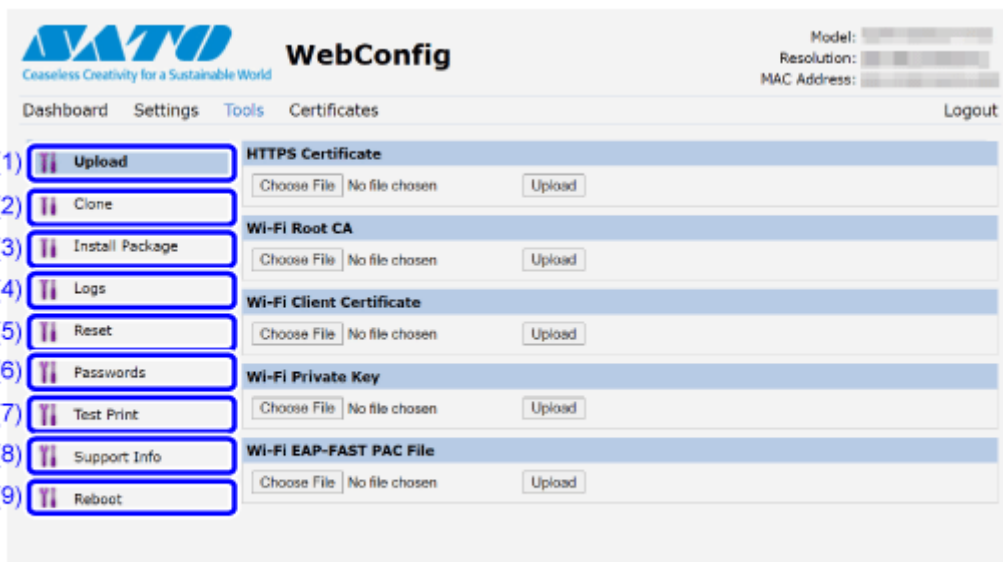 SATO
Ceaseless Creativity for a Sustainable World
WebConfig
Model:
Resolution:
MAC Address:
Dashboard Settings Tools Certificates Logout
1) Upload
2) Clone
3) Install Package
4) Logs
5) Reset
6) Passwords
7) Test Print
8) Support Info
9) Reboot
HTTPS Certificate
Choose File No file chosen Upload
Wi-Fi Root CA
Choose File No file chosen Upload
Wi-Fi Client Certificate
Choose File No file chosen Upload
Wi-Fi Private Key
Choose File No file chosen Upload
Wi-Fi EAP-FAST PAC File
Choose File No file chosen Upload